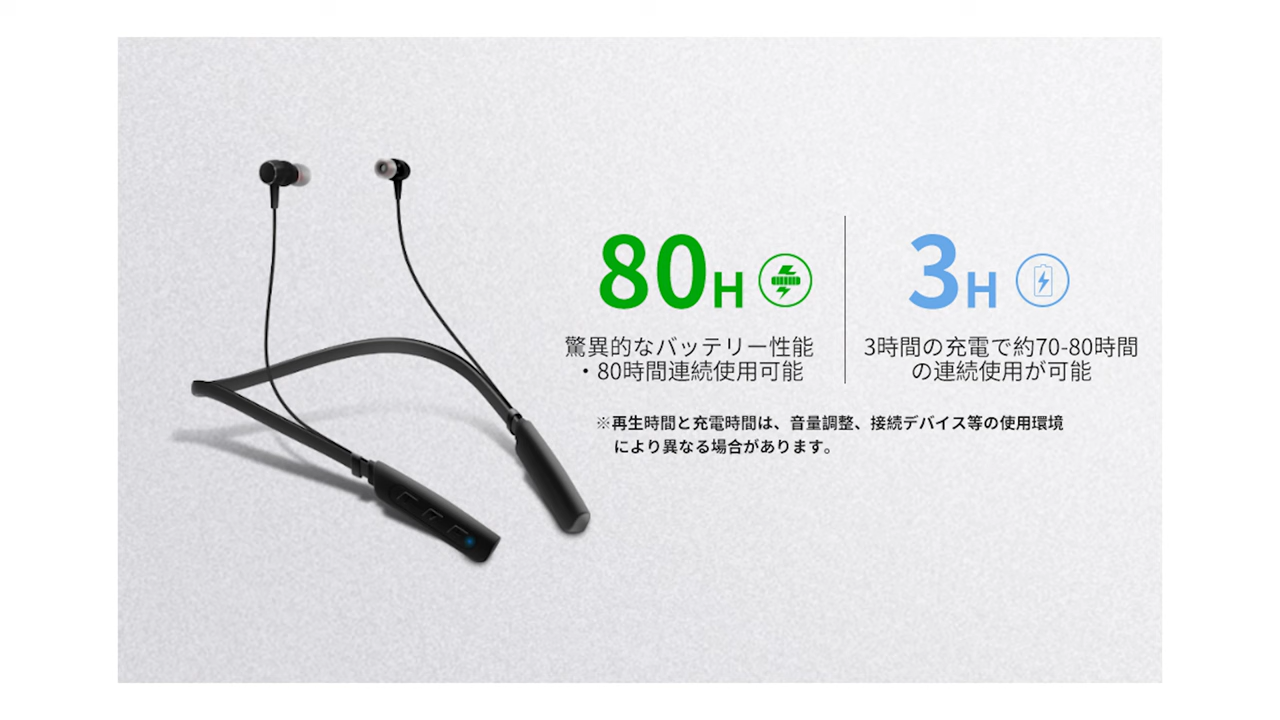 80H
驚異的なバッテリー性能
・80時間連続使用可能
3H
3時間の充電で約70-80時間
の連続使用が可能
※再生時間と充電時間は、音量調整、接続デバイス等の使用環境
により異なる場合があります。